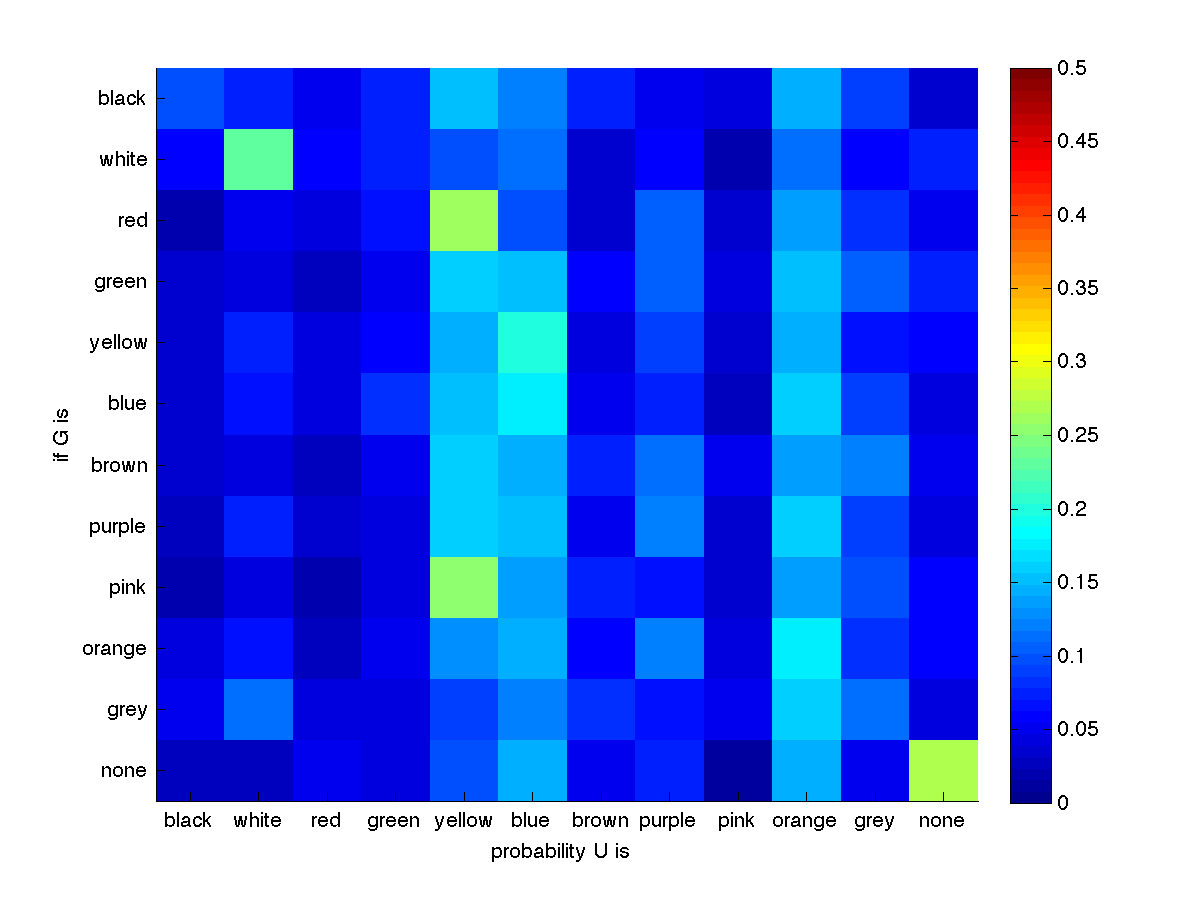 black
white
red
green
yellow
blue
brown
purple
pink
orange
grey
none
if G is
black white red green yellow blue brown purple pink orange grey none
probability U is
0.5
0.45
0.4
0.35
0.3
0.25
0.2
0.15
0.1
0.05
0